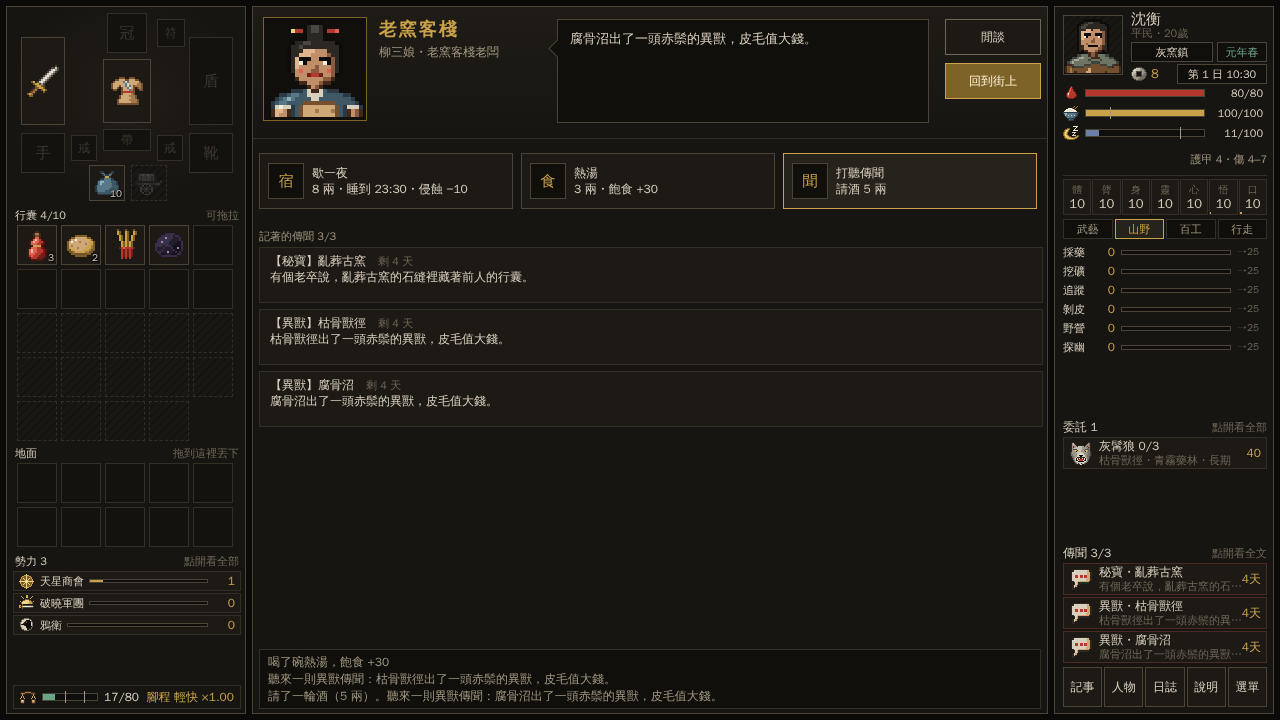 冠
符
盾
手
戒
帶
戒
靴
10
行囊 4/10
可拖拉
3
2
地面
拖到這裡丟下
勢力 3
點開看全部
天星商會
1
破曉軍團
0
鴉衛
0
17/80
腳程 輕快 ×1.00
老窯客棧
柳三娘・老窯客棧老闆
腐骨沼出了一頭赤鬃的異獸，皮毛值大錢。
閒談
回到街上
宿
歇一夜
8 兩・睡到 23:30・侵蝕 −10
食
熱湯
3 兩・飽食 +30
聞
打聽傳聞
請酒 5 兩
記著的傳聞 3/3
【秘寶】亂葬古窯 剩 4 天
有個老卒說，亂葬古窯的石縫裡藏著前人的行囊。
【異獸】枯骨獸徑 剩 4 天
枯骨獸徑出了一頭赤鬃的異獸，皮毛值大錢。
【異獸】腐骨沼 剩 4 天
腐骨沼出了一頭赤鬃的異獸，皮毛值大錢。
喝了碗熱湯，飽食 +30
聽來一則異獸傳聞：枯骨獸徑出了一頭赤鬃的異獸，皮毛值大錢。
請了一輪酒（5 兩）。聽來一則異獸傳聞：腐骨沼出了一頭赤鬃的異獸，皮毛值大錢。
沈衡
平民・20歲
灰窯鎮
元年春
8
第 1 日 10:30
80/80
100/100
11/100
護甲 4・傷 4–7
體 臂 身 靈 心 悟 口
10 10 10 10 10 10 10
武藝
山野
百工
行走
採藥 0 →25
挖礦 0 →25
追蹤 0 →25
剝皮 0 →25
野營 0 →25
探幽 0 →25
委託 1
點開看全部
灰髯狼 0/3
枯骨獸徑・青霧藥林・長期
40
傳聞 3/3
點開看全文
秘寶・亂葬古窯
有個老卒說，亂葬古窯的石…
4天
異獸・枯骨獸徑
枯骨獸徑出了一頭赤鬃的異…
4天
異獸・腐骨沼
腐骨沼出了一頭赤鬃的異獸…
4天
記事
人物
日誌
說明
選單